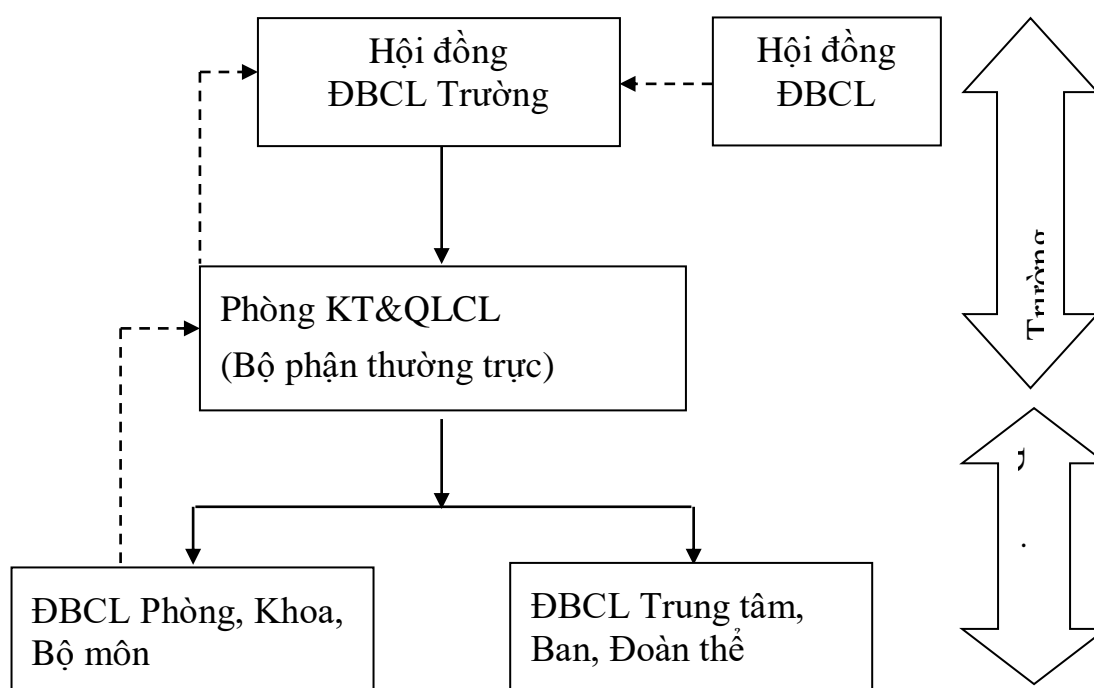 Hội đồng
ĐBCL Trường
Hội đồng
ĐBCL
Trường
Phòng KT&QLCL
(Bộ phận thường trực)
ĐBCL Phòng, Khoa,
Bộ môn
ĐBCL Trung tâm,
Ban, Đoàn thể